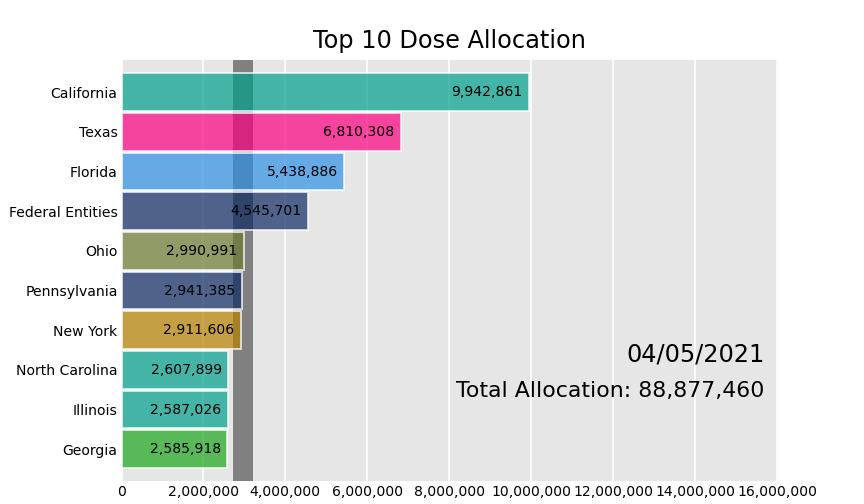 Top 10 Dose Allocation
California 9,942,861
Texas 6,810,308
Florida 5,438,886
Federal Entities 4,545,701
Ohio 2,990,991
Pennsylvania 2,941,385
New York 2,911,606
04/05/2021
North Carolina 2,607,899
Total Allocation: 88,877,460
Illinois 2,587,026
Georgia 2,585,918
0 2,000,000 4,000,000 6,000,000 8,000,000 10,000,000 12,000,000 14,000,000 16,000,000